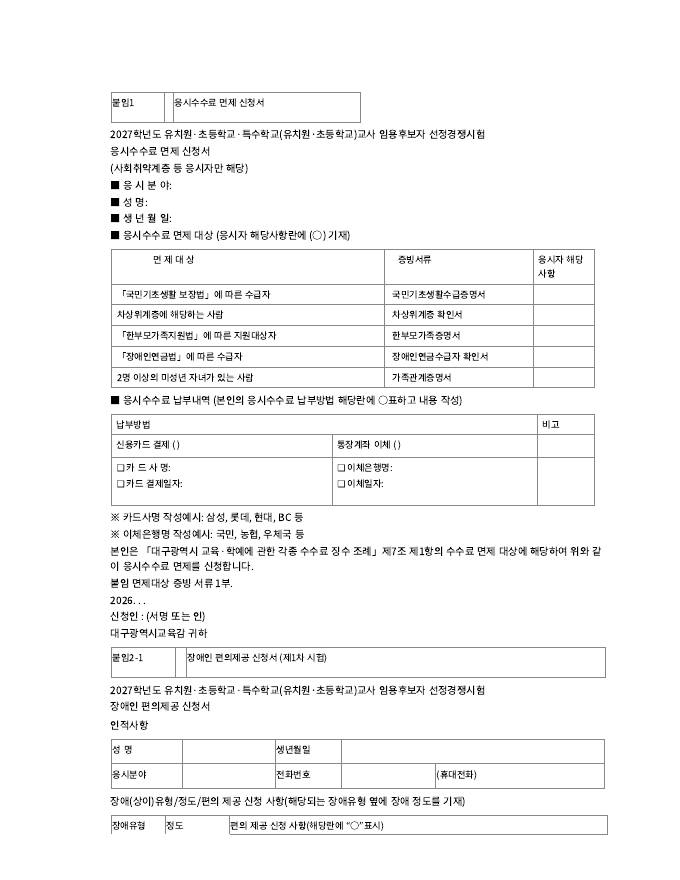 붙임1 응시수수료 면제 신청서
2027학년도 유치원·초등학교·특수학교(유치원·초등학교)교사 임용후보자 선정경쟁시험
응시수수료 면제 신청서
(사회취약계층 등 응시자만 해당)
■ 응 시 분 야:
■ 성 명:
■ 생 년 월 일:
■ 응시수수료 면제 대상 (응시자 해당사항란에 (○) 기재)
면 제 대 상 증빙서류 응시자 해당
사항
「국민기초생활 보장법」에 따른 수급자 국민기초생활수급증명서
차상위계층에 해당하는 사람 차상위계층 확인서
「한부모가족지원법」에 따른 지원대상자 한부모가족증명서
「장애인연금법」에 따른 수급자 장애인연금수급자 확인서
2명 이상의 미성년 자녀가 있는 사람 가족관계증명서
■ 응시수수료 납부내역 (본인의 응시수수료 납부방법 해당란에 ○표하고 내용 작성)
납부방법 비고
신용카드 결제 ( ) 통장계좌 이체 ( )
❏ 카 드 사 명: ❏ 이체은행명:
❏ 카드 결제일자: ❏ 이체일자:
※ 카드사명 작성예시: 삼성, 롯데, 현대, BC 등
※ 이체은행명 작성예시: 국민, 농협, 우체국 등
본인은 「대구광역시 교육·학예에 관한 각종 수수료 징수 조례」제7조 제1항의 수수료 면제 대상에 해당하여 위와 같
이 응시수수료 면제를 신청합니다.
붙임 면제대상 증빙 서류 1부.
2026. . .
신청인 : (서명 또는 인)
대구광역시교육감 귀하
붙임2-1 장애인 편의제공 신청서 (제1차 시험)
2027학년도 유치원·초등학교·특수학교(유치원·초등학교)교사 임용후보자 선정경쟁시험
장애인 편의제공 신청서
인적사항
성 명 생년월일
응시분야 전화번호 (휴대전화)
장애(상이)유형/정도/편의 제공 신청 사항(해당되는 장애유형 옆에 장애 정도를 기재)
장애유형 정도 편의 제공 신청 사항(해당란에 “○”표시)